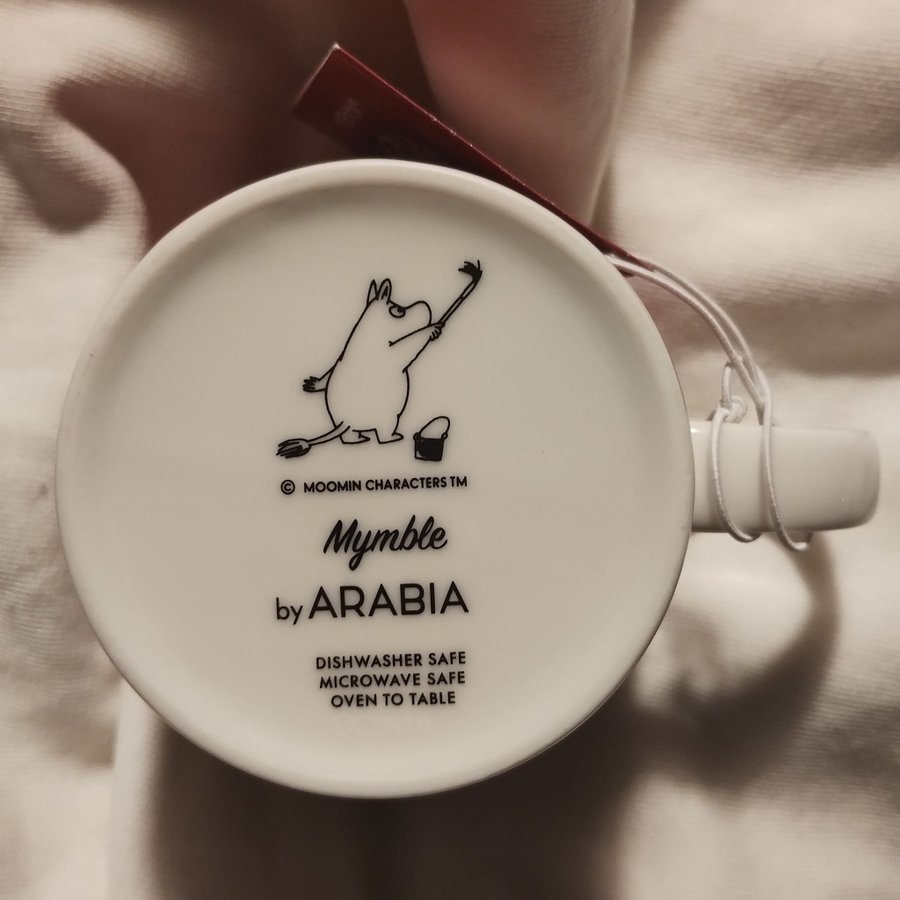 © MOOMIN CHARACTERS TM
Mymble
by ARABIA
DISHWASHER SAFE
MICROWAVE SAFE
OVEN TO TABLE